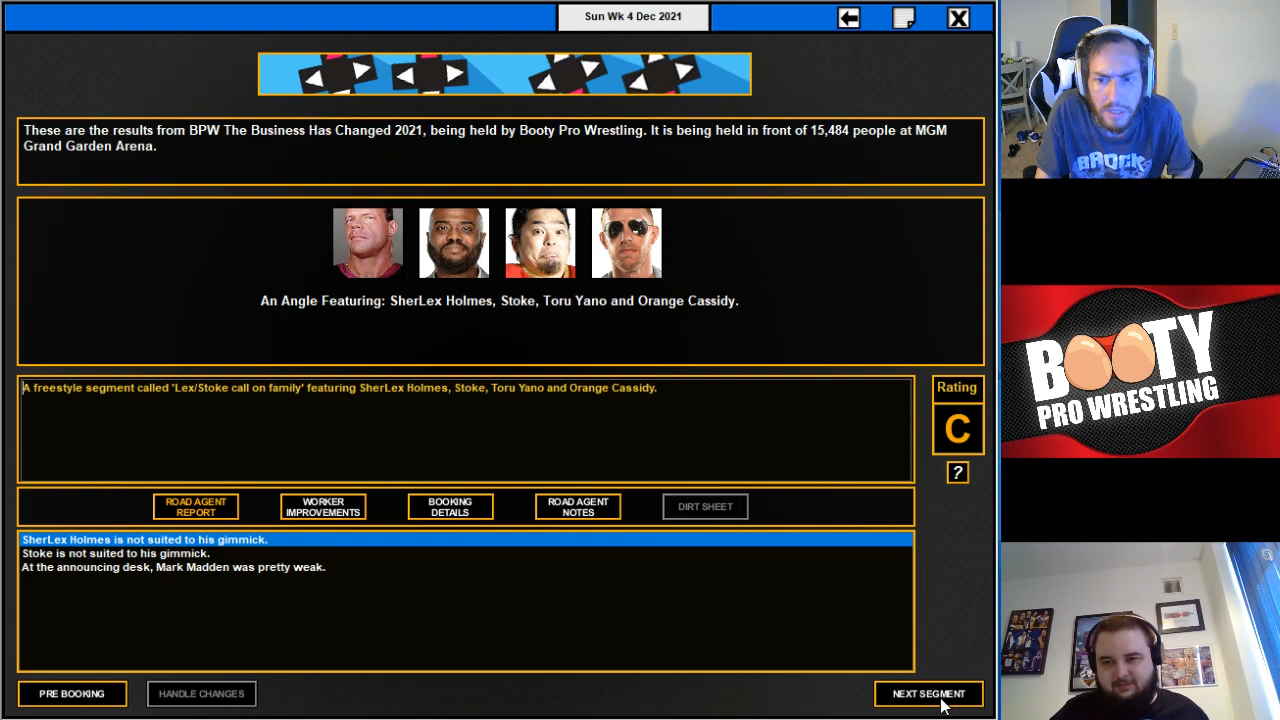 Sun Wk 4 Dec 2021
X
These are the results from BPW The Business Has Changed 2021, being held by Booty Pro Wrestling. It is being held in front of 15,484 people at MGM
Grand Garden Arena.
An Angle Featuring: SherLex Holmes, Stoke, Toru Yano and Orange Cassidy.
A freestyle segment called 'Lex/Stoke call on family' featuring SherLex Holmes, Stoke, Toru Yano and Orange Cassidy.
Rating
C
?
ROAD AGENT
REPORT
WORKER
IMPROVEMENTS
BOOKING
DETAILS
ROAD AGENT
NOTES
DIRT SHEET
SherLex Holmes is not suited to his gimmick.
Stoke is not suited to his gimmick.
At the announcing desk, Mark Madden was pretty weak.
PRE BOOKING
HANDLE CHANGES
NEXT SEGMENT
BROCK
BOOTY
PRO WRESTLING